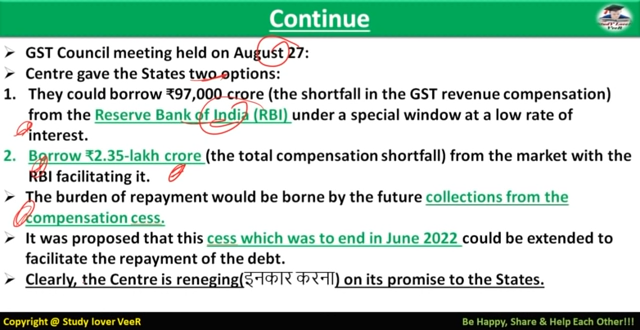 Continue
➢ GST Council meeting held on August 27:
➢ Centre gave the States two options:
1. They could borrow ₹97,000 crore (the shortfall in the GST revenue compensation)
from the Reserve Bank of India (RBI) under a special window at a low rate of
interest.
2. Borrow ₹2.35-lakh crore (the total compensation shortfall) from the market with the
RBI facilitating it.
➢ The burden of repayment would be borne by the future collections from the
compensation cess.
➢ It was proposed that this cess which was to end in June 2022 could be extended to
facilitate the repayment of the debt.
➢ Clearly, the Centre is reneging(इनकार करना) on its promise to the States.
Copyright @ Study lover VeeR
Be Happy, Share & Help Each Other!!!